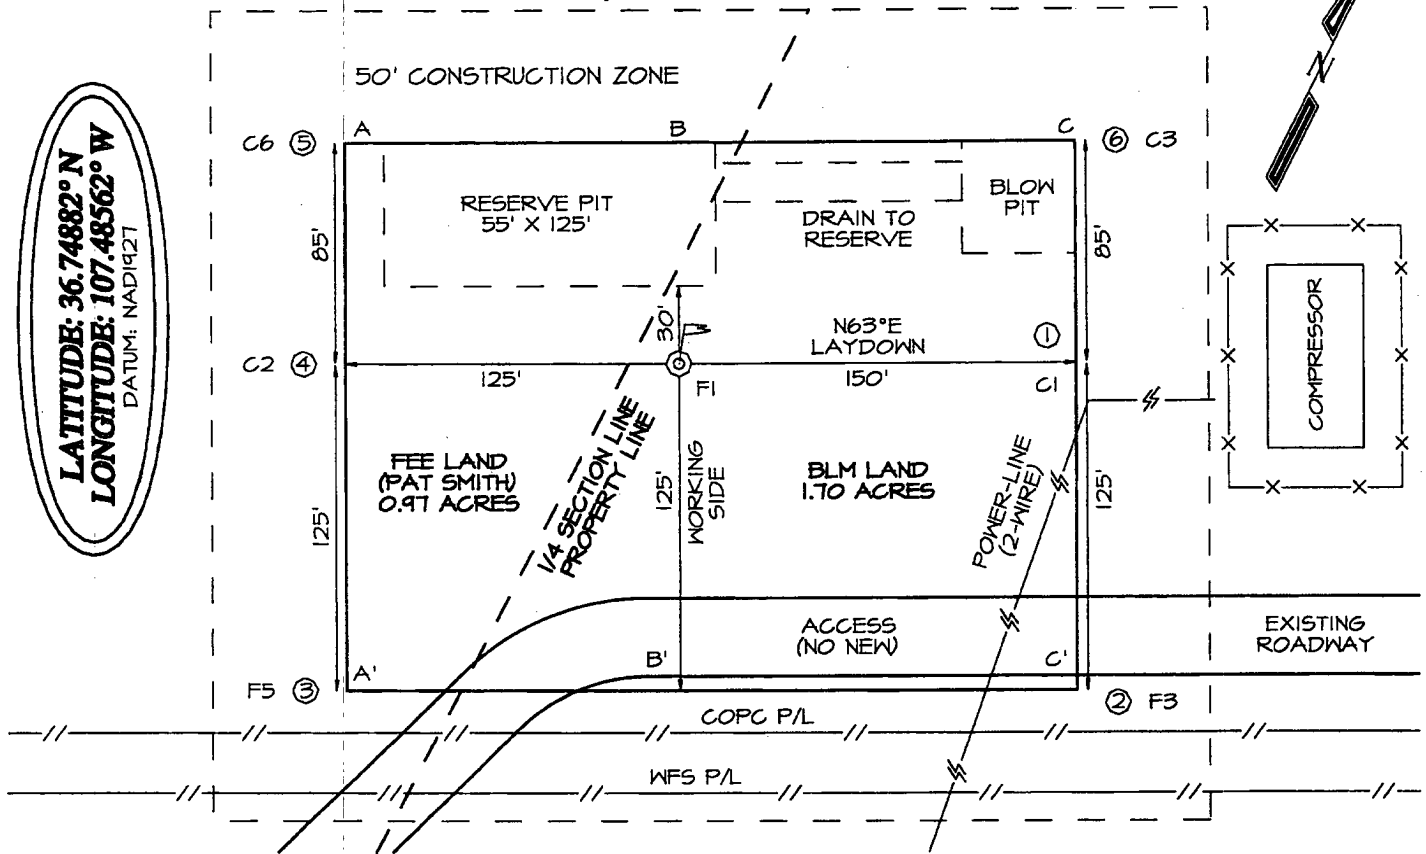 50' CONSTRUCTION ZONE
N
LATITUDE: 36.74882° N
LONGITUDE: 107.48562° W
DATUM: NAD1927
C6 ⑤
A
B
C
⑥ C3
RESERVE PIT
55' X 125'
DRAIN TO
RESERVE
BLOW
PIT
85'
85'
30'
N63°E
LAYDOWN
①
COMPRESSOR
C2 ④
125'
F1
150'
C1
FEE LAND
(PAT SMITH)
0.97 ACRES
1/4 SECTION LINE
PROPERTY LINE
125'
WORKING
SIDE
BLM LAND
1.70 ACRES
POWER-LINE
(2-WIRE)
125'
125'
ACCESS
(NO NEW)
EXISTING
ROADWAY
F5 ③
A'
B'
C'
② F3
COPC P/L
WFS P/L